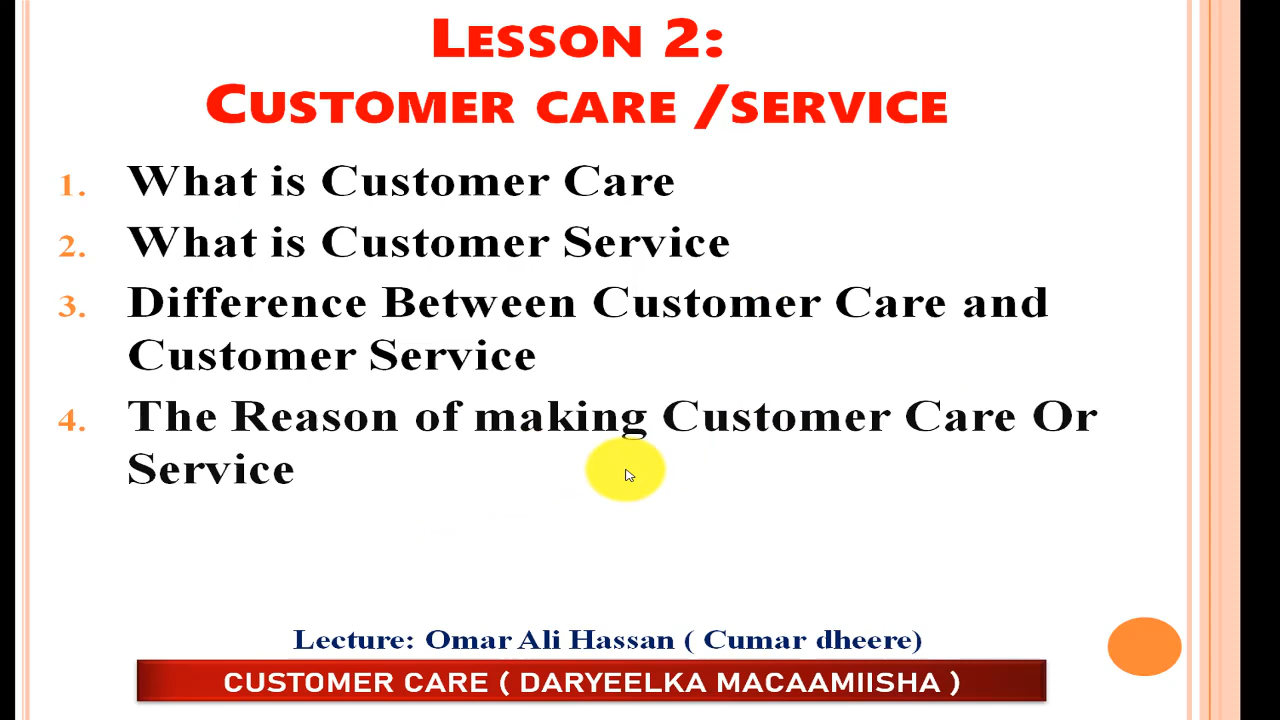 LESSON 2:
CUSTOMER CARE /SERVICE
1. What is Customer Care
2. What is Customer Service
3. Difference Between Customer Care and
Customer Service
4. The Reason of making Customer Care Or
Service
Lecture: Omar Ali Hassan ( Cumar dheere)
CUSTOMER CARE ( DARYEELKA MACAAMIISHA )